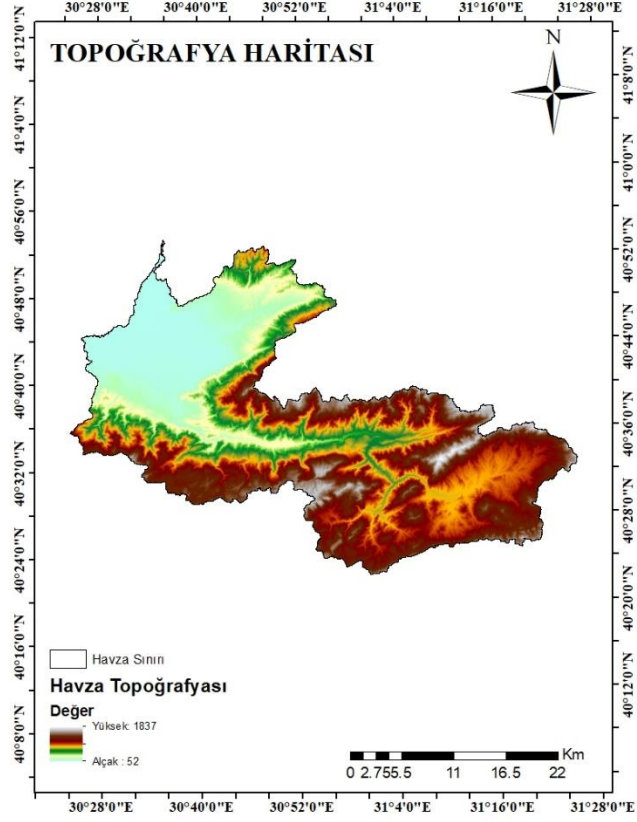 30°28'0"E 30°40'0"E 30°52'0"E 31°4'0"E 31°16'0"E 31°28'0"E
TOPOĞRAFYA HARİTASI
N
41°12'0"N
41°4'0"N
40°56'0"N
40°48'0"N
40°40'0"N
40°32'0"N
40°24'0"N
40°16'0"N
40°8'0"N
41°8'0"N
41°0'0"N
40°52'0"N
40°44'0"N
40°36'0"N
40°28'0"N
40°20'0"N
40°12'0"N
Havza Sınırı
Havza Topoğrafyası
Değer
Yüksek: 1837
Alçak : 52
Km
0 2.755.5 11 16.5 22
30°28'0"E 30°40'0"E 30°52'0"E 31°4'0"E 31°16'0"E 31°28'0"E